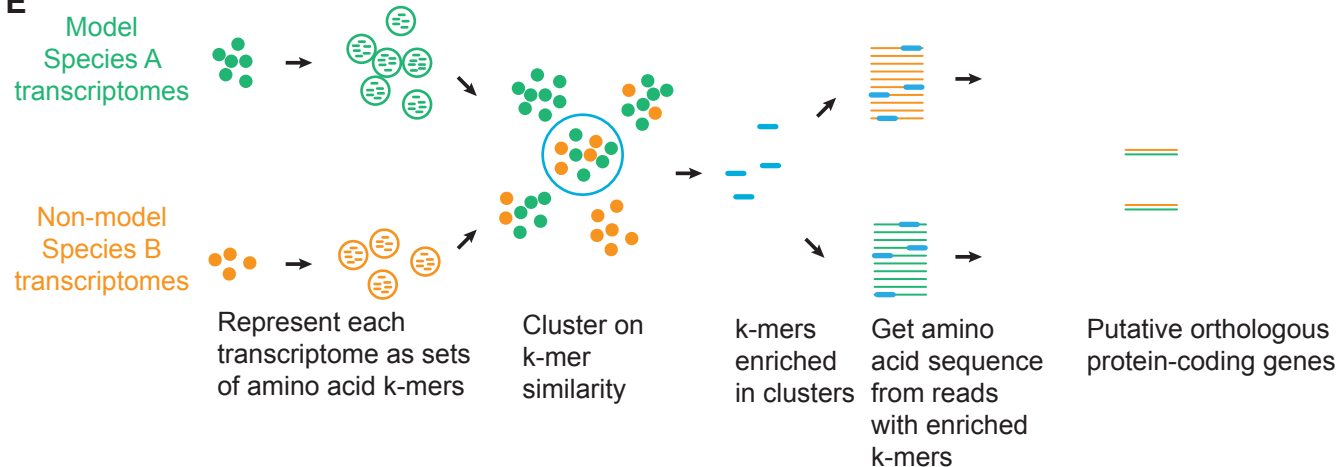 E
Model
Species A
transcriptomes
Non-model
Species B
transcriptomes
Represent each
transcriptome as sets
of amino acid k-mers
Cluster on
k-mer
similarity
k-mers
enriched
in clusters
Get amino
acid sequence
from reads
with enriched
k-mers
Putative orthologous
protein-coding genes